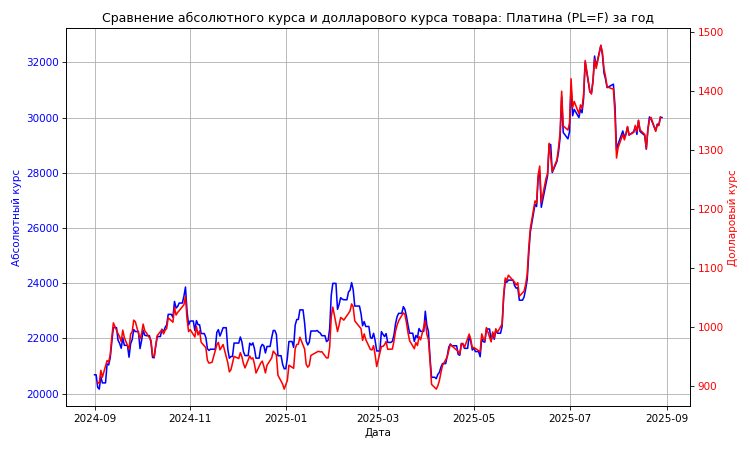 Сравнение абсолютного курса и долларового курса товара: Платина (PL=F) за год
Абсолютный курс
32000
30000
28000
26000
24000
22000
20000
1500
1400
1300
1200
1100
1000
900
Долларовый курс
2024-09 2024-11 2025-01 2025-03 2025-05 2025-07 2025-09
Дата